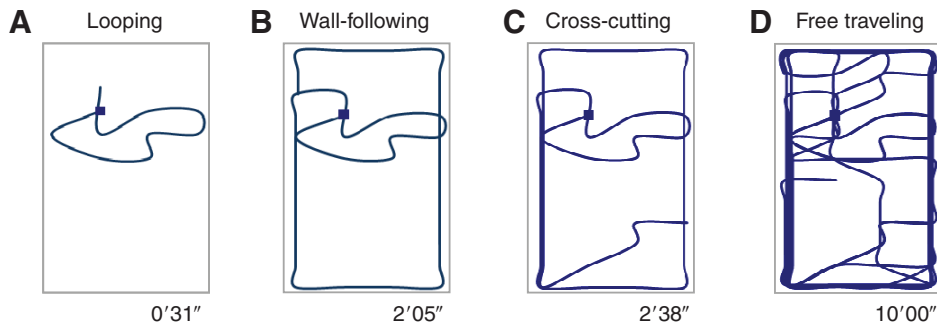 A Looping
B Wall-following
C Cross-cutting
D Free traveling
0′31″
2′05″
2′38″
10′00″